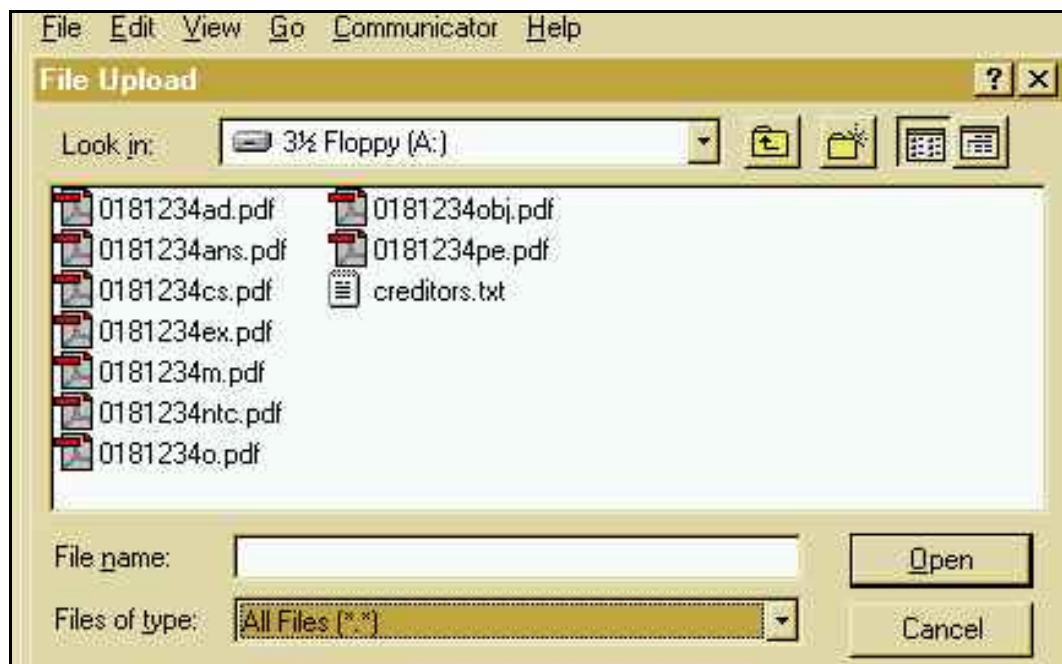 File Edit View Go Communicator Help
File Upload
Look in: 3½ Floppy (A:)
0181234ad.pdf 0181234obj.pdf
0181234ans.pdf 0181234pe.pdf
0181234cs.pdf creditors.txt
0181234ex.pdf
0181234m.pdf
0181234ntc.pdf
0181234o.pdf
File name: Open
Files of type: All Files (*.*) Cancel